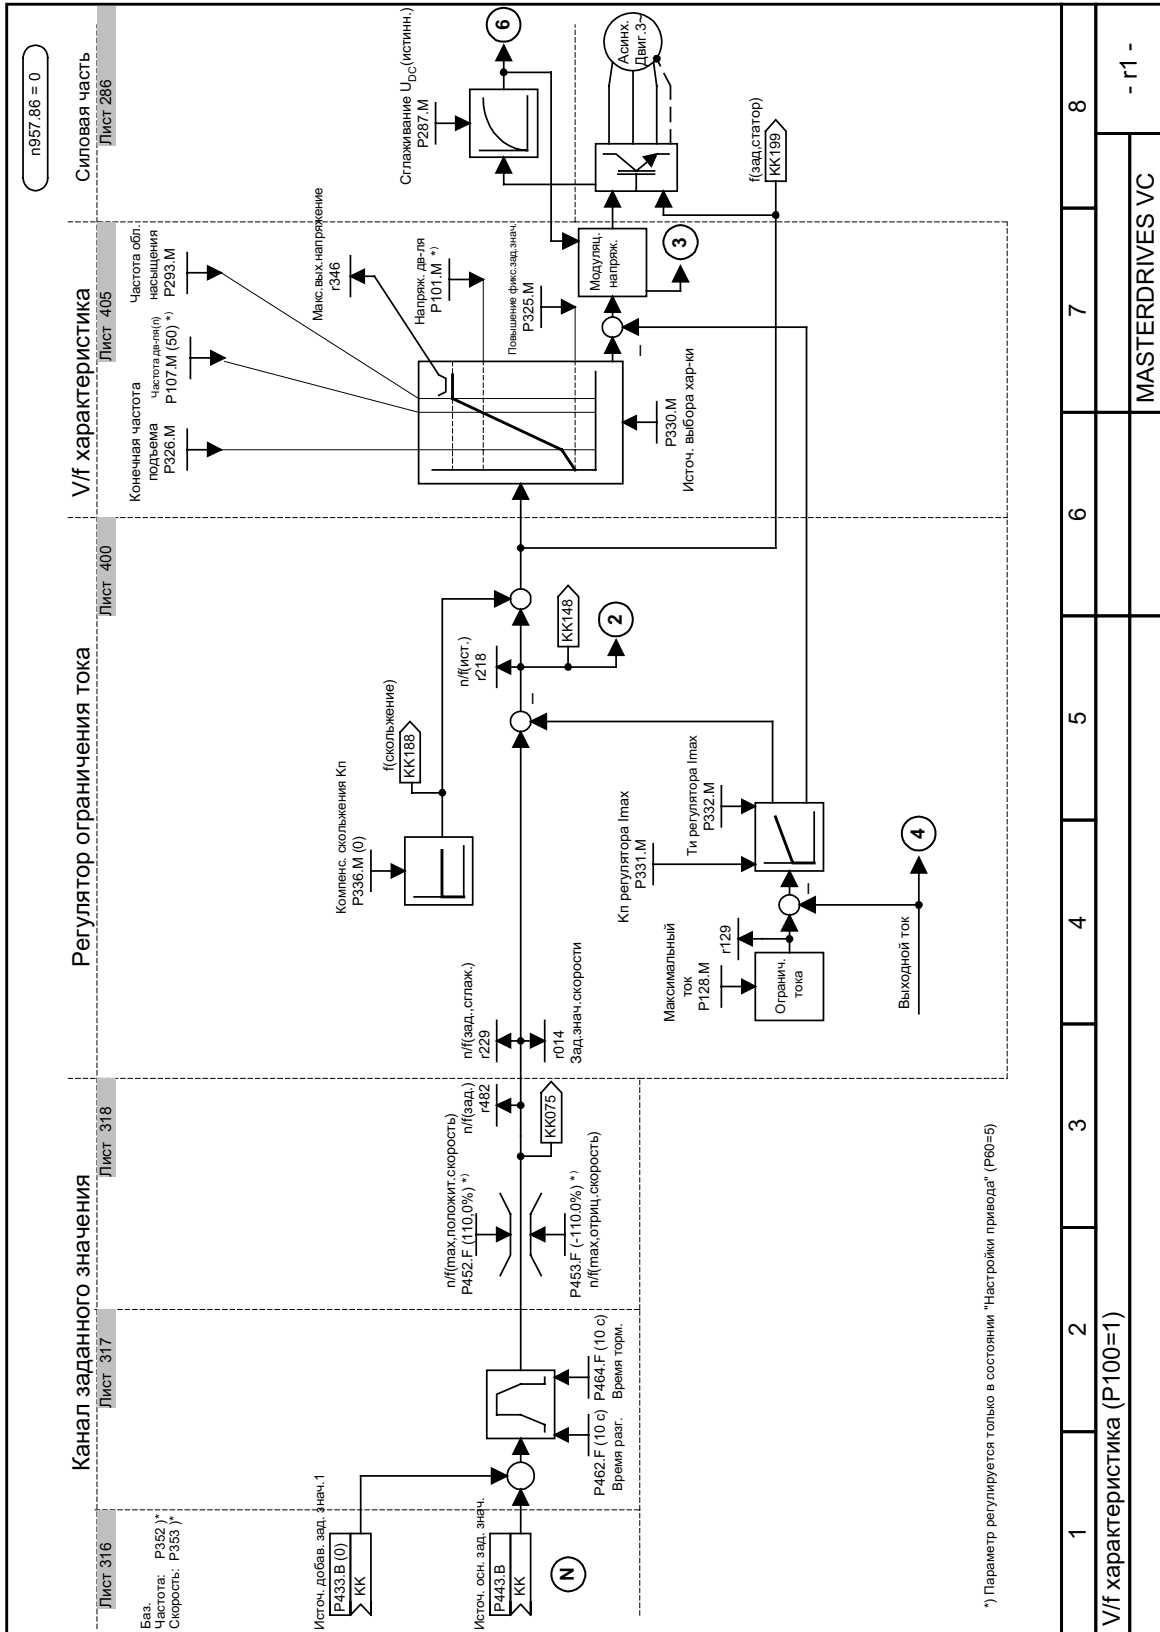 n957.86 = 0
Канал заданного значения
Регулятор ограничения тока
V/f характеристика
Силовая часть
Лист 316
Лист 317
Лист 318
Лист 400
Лист 405
Лист 286
Баз.
Частота: P352 )*
Скорость: P353 )*
Источ. добав. зад. знач.1
P433.B (0)
KK
Источ. осн. зад. знач.
P443.B
KK
N
P462.F (10 c)
Время разг.
P464.F (10 c)
Время торм.
n/f(max,положит.скорость)
P452.F (110,0%) *)
P453.F (-110.0%) *)
n/f(max,отриц.скорость)
n/f(зад.)
r482
KK075
n/f(зад.,сглаж.)
r229
r014
Зад.знач.скорости
Компенс. скольжения Кп
P336.M (0)
f(скольжение)
KK188
n/f(ист.)
r218
KK148
2
–
Максимальный
ток
P128.M
r129
Огранич.
тока
Выходной ток
4
–
Кп регулятора Imax
P331.M
Ти регулятора Imax
P332.M
Конечная частота
подъема
P326.M
Частота дв-ля(n)
P107.M (50) *)
Частота обл.
насыщения
P293.M
Макс.вых.напряжение
r346
Напряж. дв-ля
P101.M *)
Повышение фикс.зад.знач.
P325.M
P330.M
Источ. выбора хар-ки
–
Модуляц.
напряж.
3
Сглаживание UDC(истинн.)
P287.M
6
Асинх.
Двиг.3~
f(зад,статор)
KK199
*) Параметр регулируется только в состоянии "Настройки привода" (P60=5)
1 2 3 4 5 6 7 8
V/f характеристика (P100=1)
MASTERDRIVES VC
- r1 -